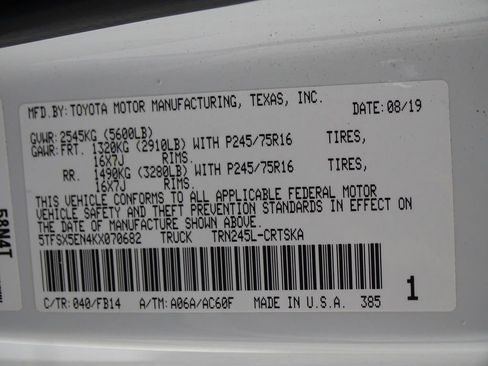 MFD.BY:TOYOTA MOTOR MANUFACTURING, TEXAS, INC. DATE:08/19
GVWR:2545KG (5600LB)
GAWR:FRT. 1320KG (2910LB) WITH P245/75R16 TIRES,
16X7J RIMS.
RR. 1490KG (3280LB) WITH P245/75R16 TIRES,
16X7J RIMS.
THIS VEHICLE CONFORMS TO ALL APPLICABLE FEDERAL MOTOR
VEHICLE SAFETY AND THEFT PREVENTION STANDARDS IN EFFECT ON
THE DATE OF MANUFACTURE SHOWN ABOVE.
5TFSX5EN4KX070682 TRUCK TRN245L-CRTSKA
C/TR:040/FB14 A/TM:A06A/AC60F MADE IN U.S.A. 385 1
58N4T